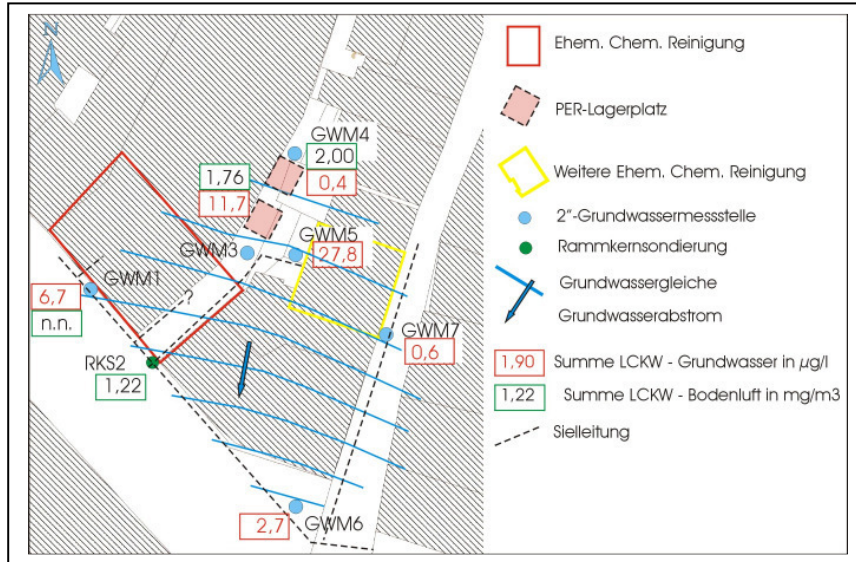 N
GWM4
2,00
0,4
1,76
11,7
GWM5
27,8
GWM3
GWM1
6,7
n.n.
?
GWM7
0,6
RKS2
1,22
2,7
GWM6
Ehem. Chem. Reinigung
PER-Lagerplatz
Weitere Ehem. Chem. Reinigung
2"-Grundwassermessstelle
Rammkernsondierung
Grundwassergleiche
Grundwasserabstrom
1,90 Summe LCKW - Grundwasser in µg/l
1,22 Summe LCKW - Bodenluft in mg/m3
Sielleitung